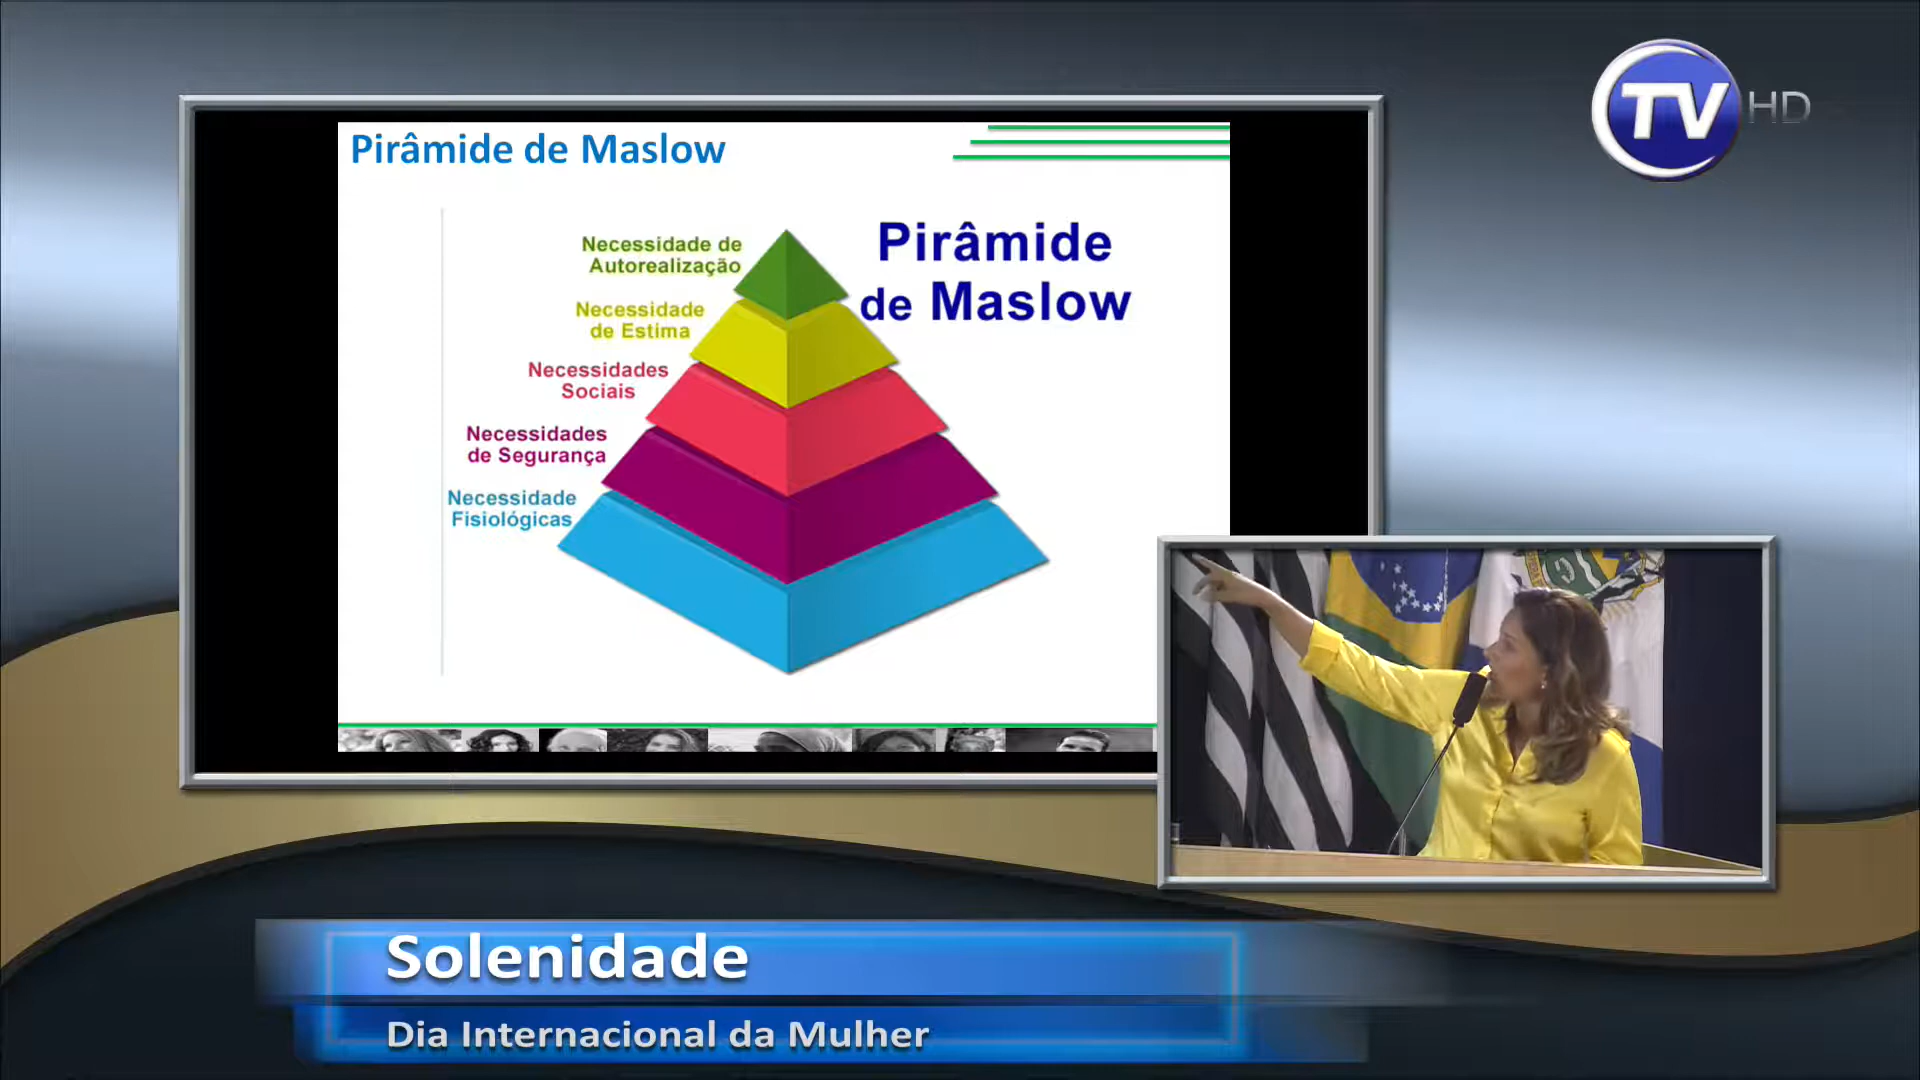 TV HD
Pirâmide de Maslow
Pirâmide
de Maslow
Necessidade de
Autorealização
Necessidade
de Estima
Necessidades
Sociais
Necessidades
de Segurança
Necessidade
Fisiológicas
Solenidade
Dia Internacional da Mulher